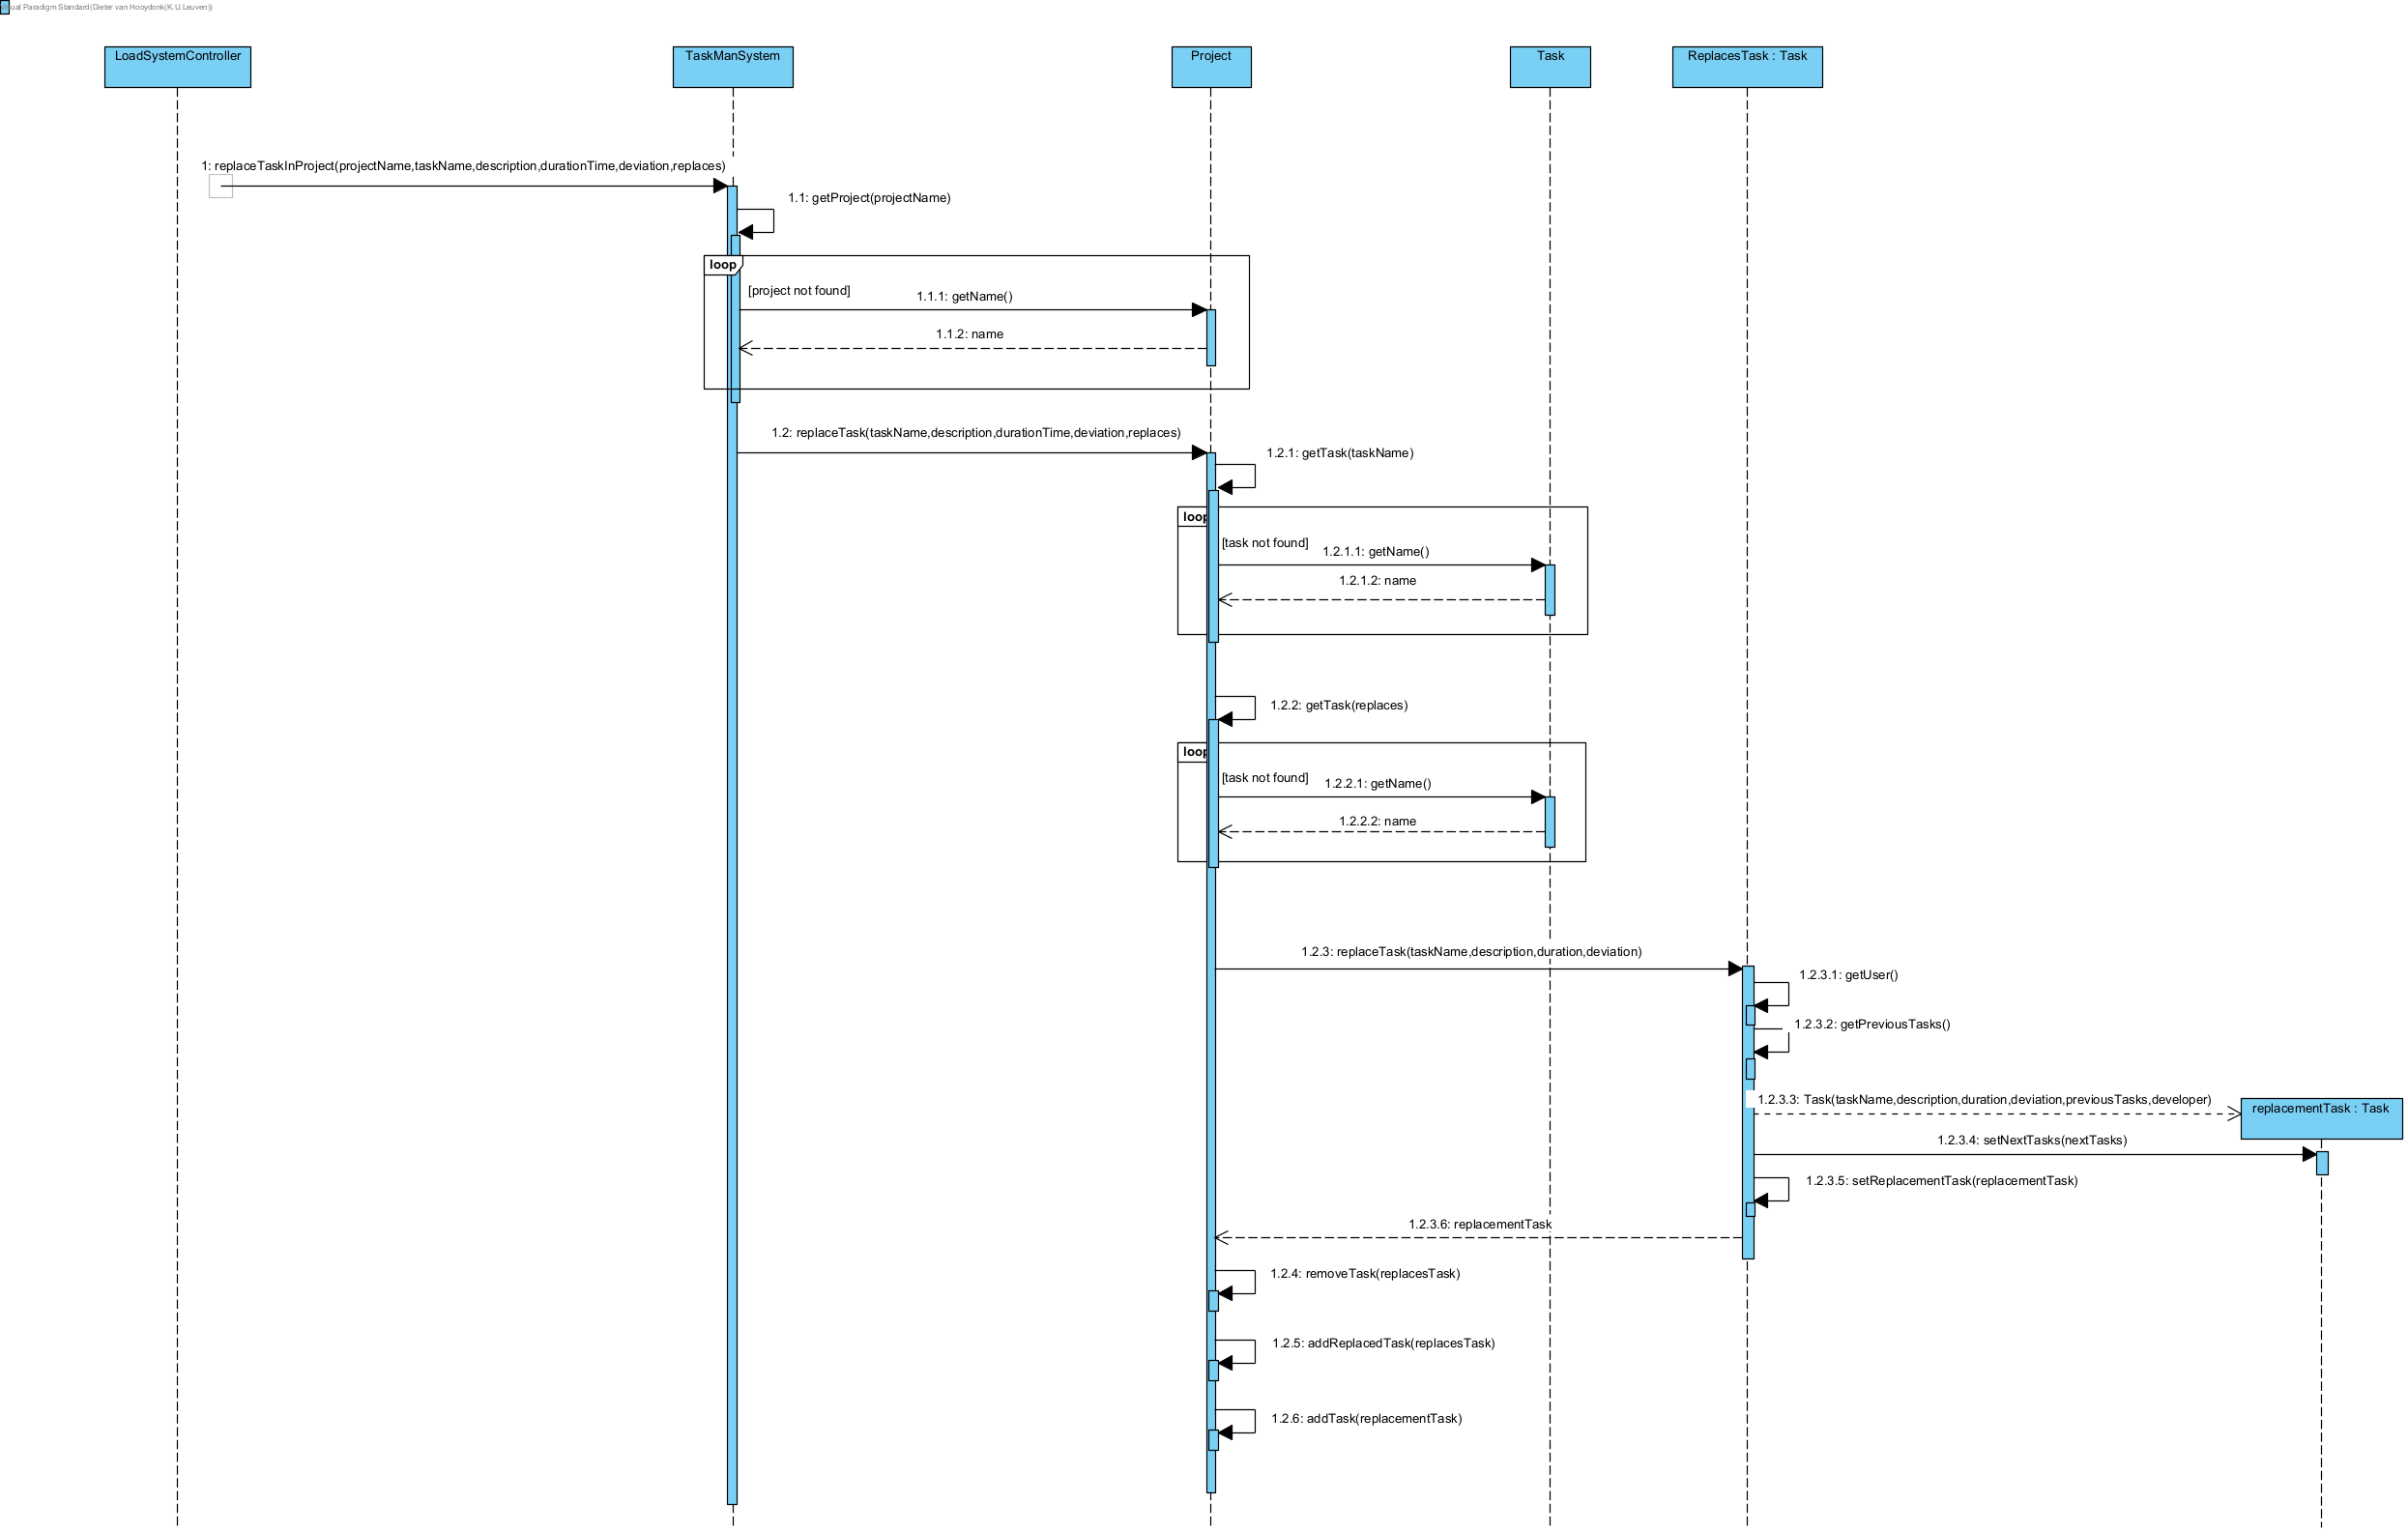 Visual Paradigm Standard(Dieter van Hooydonk(K.U.Leuven))
LoadSystemController
TaskManSystem
Project
Task
ReplacesTask : Task
1: replaceTaskInProject(projectName,taskName,description,durationTime,deviation,replaces)
1.1: getProject(projectName)
loop
[project not found]
1.1.1: getName()
1.1.2: name
1.2: replaceTask(taskName,description,durationTime,deviation,replaces)
1.2.1: getTask(taskName)
loop
[task not found]
1.2.1.1: getName()
1.2.1.2: name
1.2.2: getTask(replaces)
loop
[task not found]
1.2.2.1: getName()
1.2.2.2: name
1.2.3: replaceTask(taskName,description,duration,deviation)
1.2.3.1: getUser()
1.2.3.2: getPreviousTasks()
1.2.3.3: Task(taskName,description,duration,deviation,previousTasks,developer)
replacementTask : Task
1.2.3.4: setNextTasks(nextTasks)
1.2.3.5: setReplacementTask(replacementTask)
1.2.3.6: replacementTask
1.2.4: removeTask(replacesTask)
1.2.5: addReplacedTask(replacesTask)
1.2.6: addTask(replacementTask)